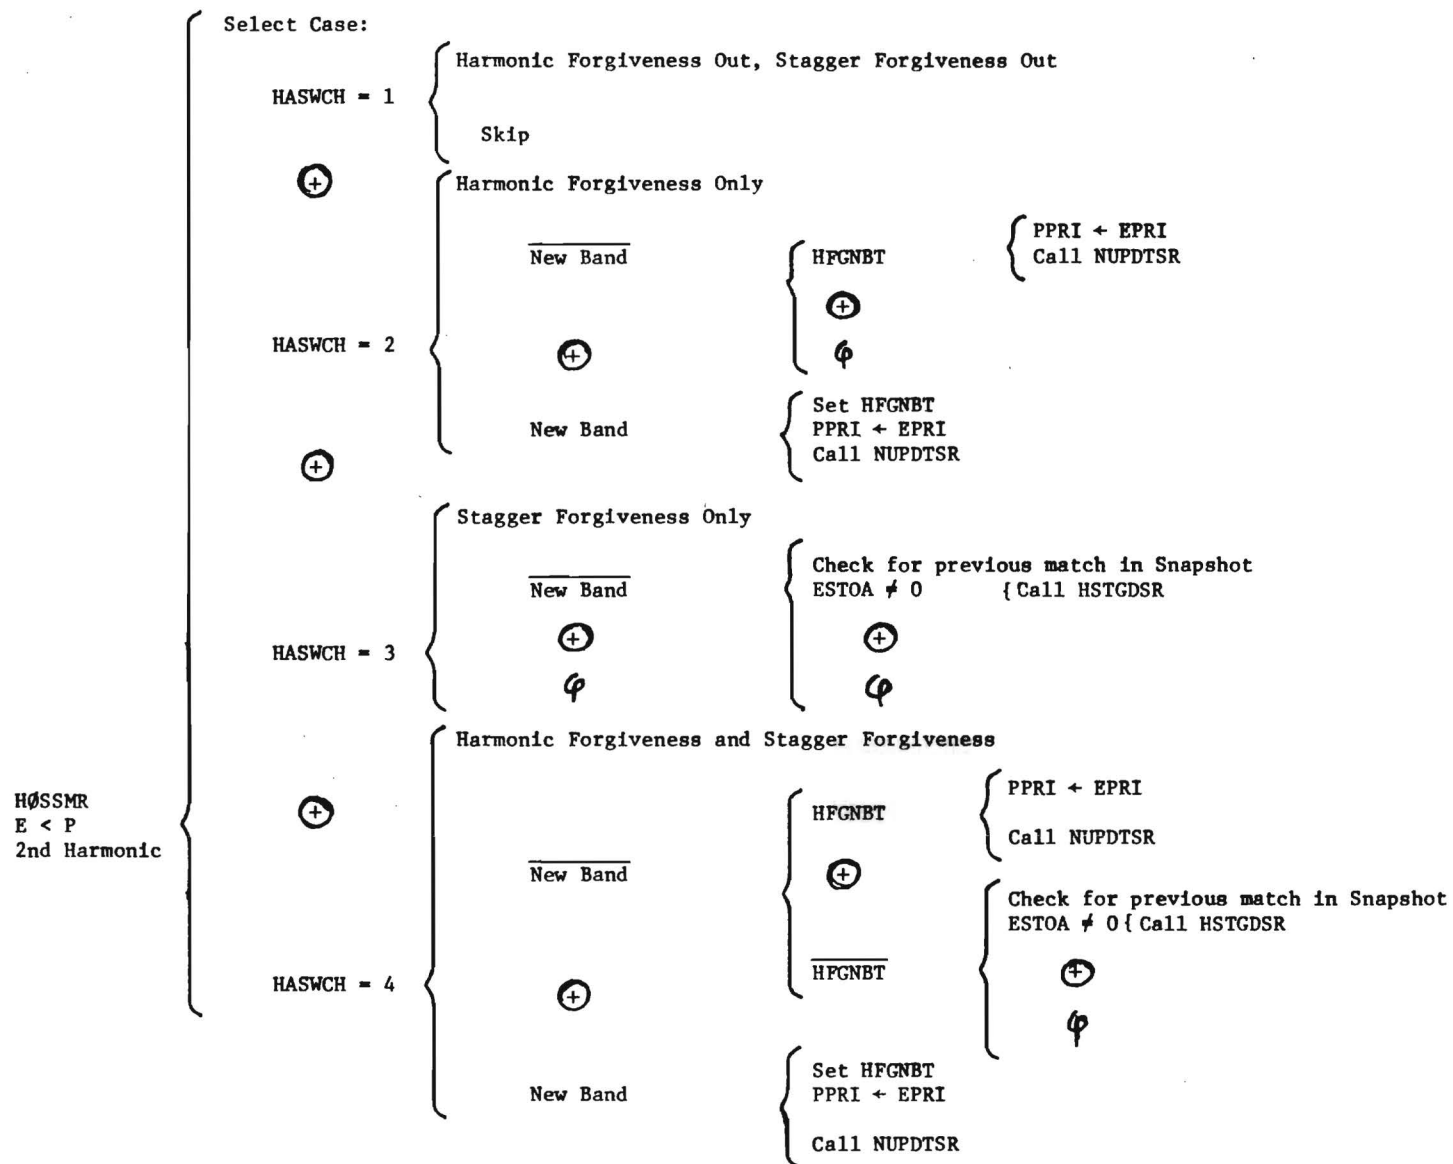 Select Case:
HASWCH = 1
Harmonic Forgiveness Out, Stagger Forgiveness Out
Skip
⊕
HASWCH = 2
Harmonic Forgiveness Only
New Band
HFGNBT
PPRI ← EPRI
Call NUPDTSR
⊕
φ
⊕
New Band
Set HFGNBT
PPRI ← EPRI
Call NUPDTSR
⊕
HASWCH = 3
Stagger Forgiveness Only
New Band
Check for previous match in Snapshot
ESTOA ≠ 0 {Call HSTGDSR
⊕
φ
⊕
φ
⊕
HØSSMR
E < P
2nd Harmonic
HASWCH = 4
Harmonic Forgiveness and Stagger Forgiveness
New Band
HFGNBT
PPRI ← EPRI
Call NUPDTSR
⊕
HFGNBT
Check for previous match in Snapshot
ESTOA ≠ 0{ Call HSTGDSR
⊕
φ
⊕
New Band
Set HFGNBT
PPRI ← EPRI
Call NUPDTSR